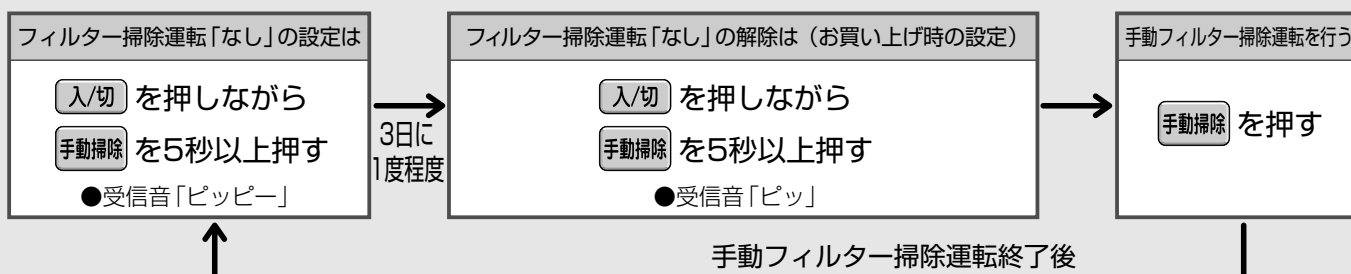 フィルター掃除運転「なし」の設定は
入/切 を押しながら
手動掃除 を5秒以上押す
●受信音「ピッピー」
3日に
1度程度
フィルター掃除運転「なし」の解除は（お買い上げ時の設定）
入/切 を押しながら
手動掃除 を5秒以上押す
●受信音「ピッ」
手動フィルター掃除運転を行う
手動掃除 を押す
手動フィルター掃除運転終了後